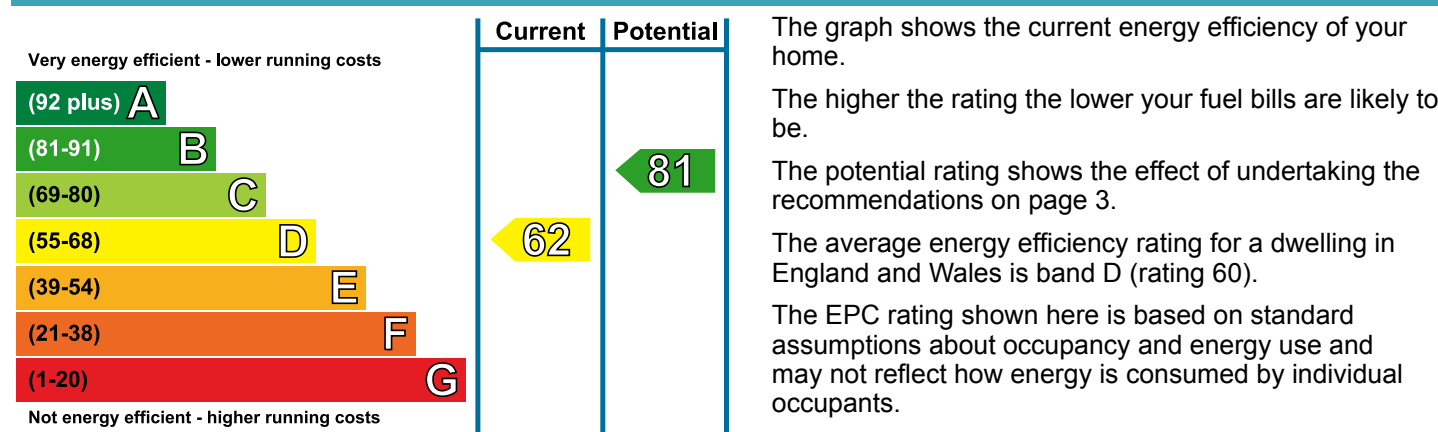 Current Potential
Very energy efficient - lower running costs
(92 plus) A
(81-91) B
(69-80) C
(55-68) D
(39-54) E
(21-38) F
(1-20) G
Not energy efficient - higher running costs
81
62
The graph shows the current energy efficiency of your
home.
The higher the rating the lower your fuel bills are likely to
be.
The potential rating shows the effect of undertaking the
recommendations on page 3.
The average energy efficiency rating for a dwelling in
England and Wales is band D (rating 60).
The EPC rating shown here is based on standard
assumptions about occupancy and energy use and
may not reflect how energy is consumed by individual
occupants.